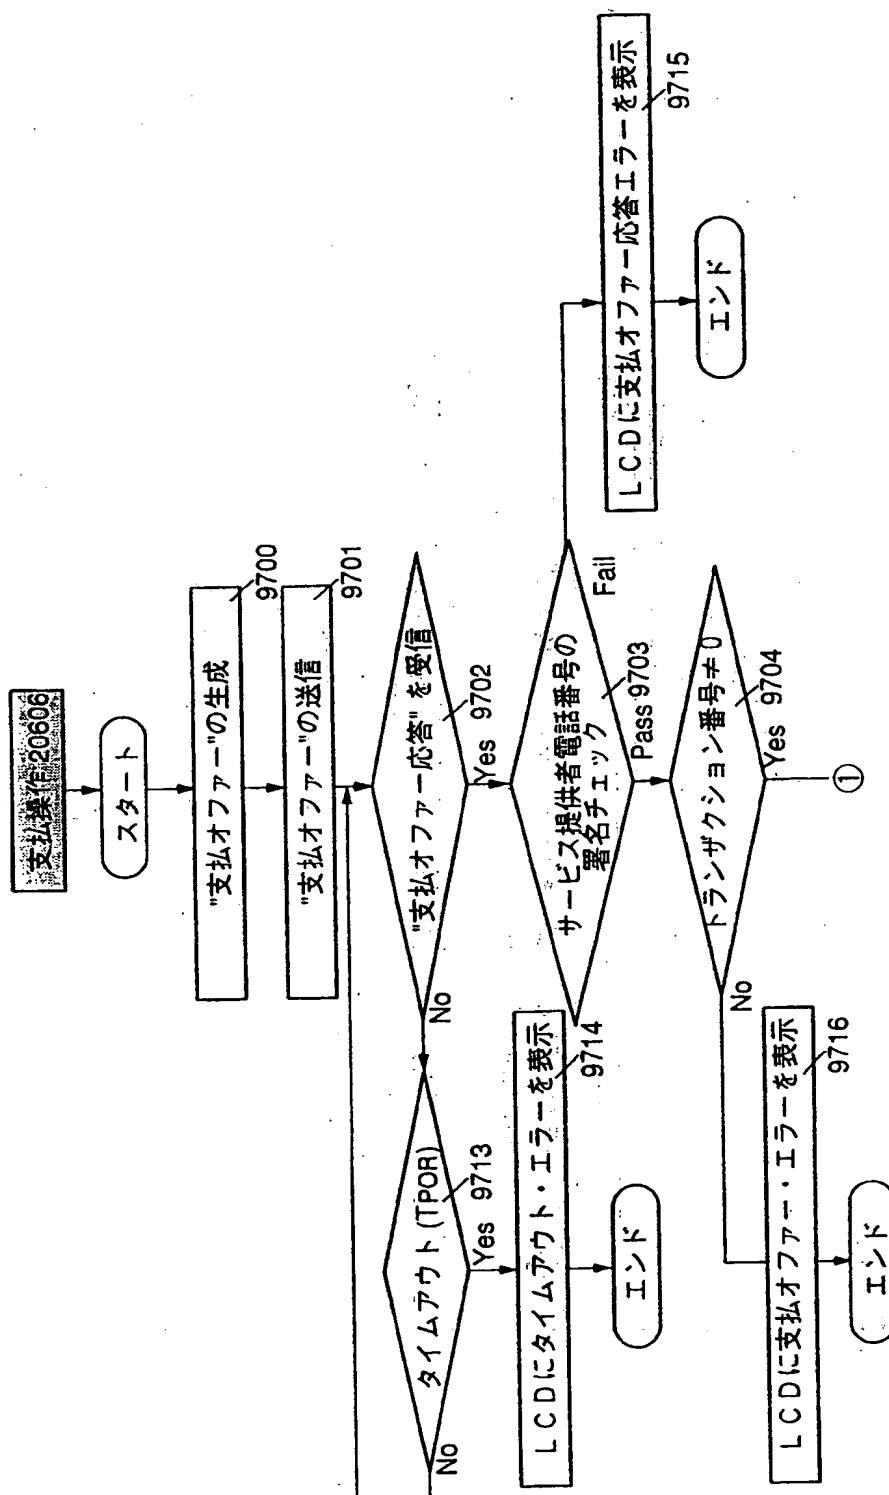 支払操作 20606
スタート
"支払オファー"の生成
9700
"支払オファー"の送信
9701
"支払オファー応答" を受信
9702
Yes
No
タイムアウト(TPOR)
9713
Yes
No
LCDにタイムアウト・エラーを表示
9714
エンド
サービス提供者電話番号の
署名チェック
9703
Pass
Fail
LCDに支払オファー応答エラーを表示
9715
エンド
トランザクション番号≠0
9704
Yes
No
①
LCDに支払オファー・エラーを表示
9716
エンド